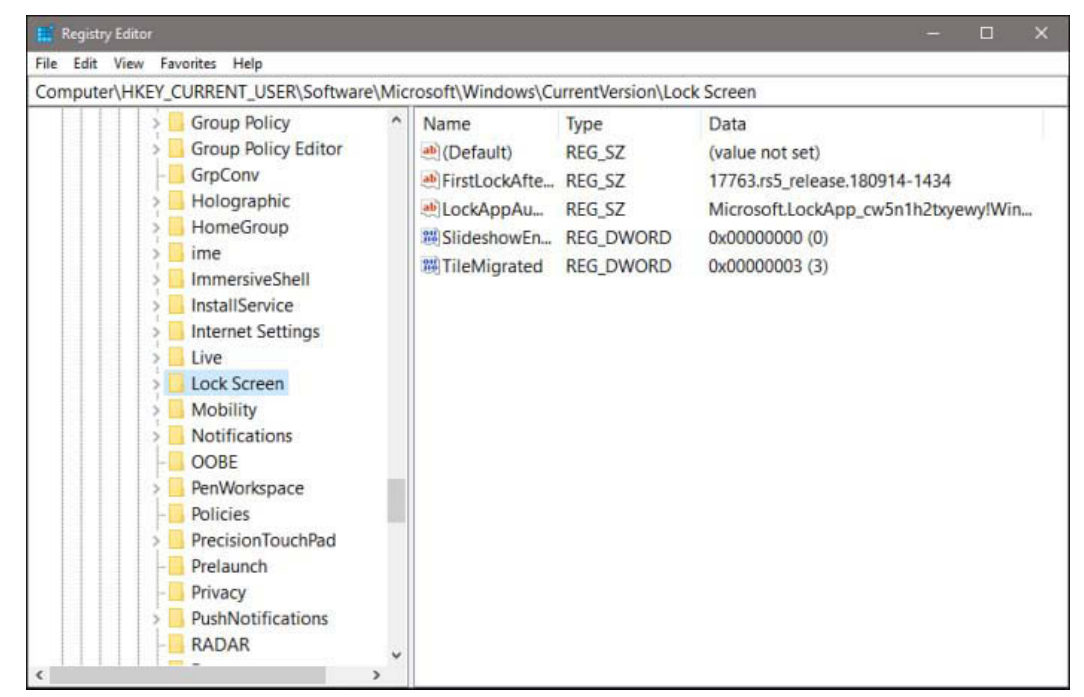 Registry Editor
File Edit View Favorites Help
Computer\HKEY_CURRENT_USER\Software\Microsoft\Windows\CurrentVersion\Lock Screen
Group Policy
Group Policy Editor
GrpConv
Holographic
HomeGroup
ime
ImmersiveShell
InstallService
Internet Settings
Live
Lock Screen
Mobility
Notifications
OOBE
PenWorkspace
Policies
PrecisionTouchPad
Prelaunch
Privacy
PushNotifications
RADAR
Name Type Data
(Default) REG_SZ (value not set)
FirstLockAfte... REG_SZ 17763.rs5_release.180914-1434
LockAppAu... REG_SZ Microsoft.LockApp_cw5n1h2txyewy!Win...
SlideshowEn... REG_DWORD 0x00000000 (0)
TileMigrated REG_DWORD 0x00000003 (3)